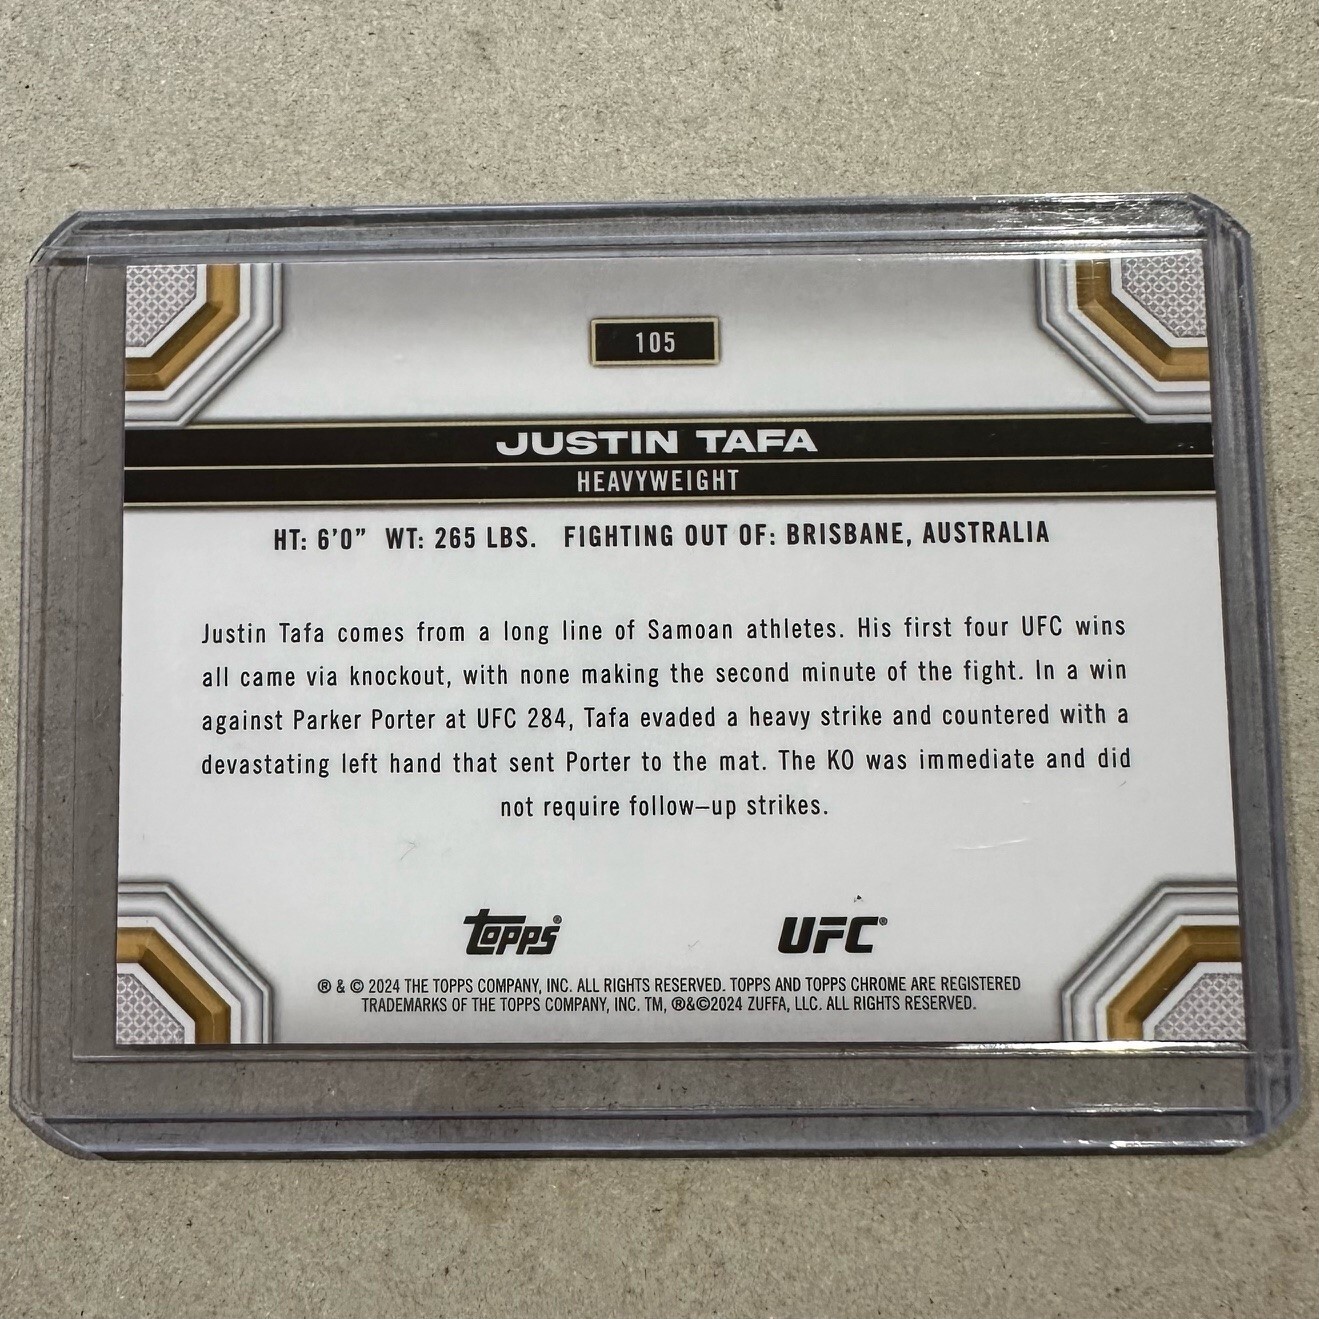 105
JUSTIN TAFA
HEAVYWEIGHT
HT: 6'0" WT: 265 LBS. FIGHTING OUT OF: BRISBANE, AUSTRALIA
Justin Tafa comes from a long line of Samoan athletes. His first four UFC wins
all came via knockout, with none making the second minute of the fight. In a win
against Parker Porter at UFC 284, Tafa evaded a heavy strike and countered with a
devastating left hand that sent Porter to the mat. The KO was immediate and did
not require follow–up strikes.
Topps® UFC®
® & © 2024 THE TOPPS COMPANY, INC. ALL RIGHTS RESERVED. TOPPS AND TOPPS CHROME ARE REGISTERED
TRADEMARKS OF THE TOPPS COMPANY, INC. TM, ®&©2024 ZUFFA, LLC. ALL RIGHTS RESERVED.